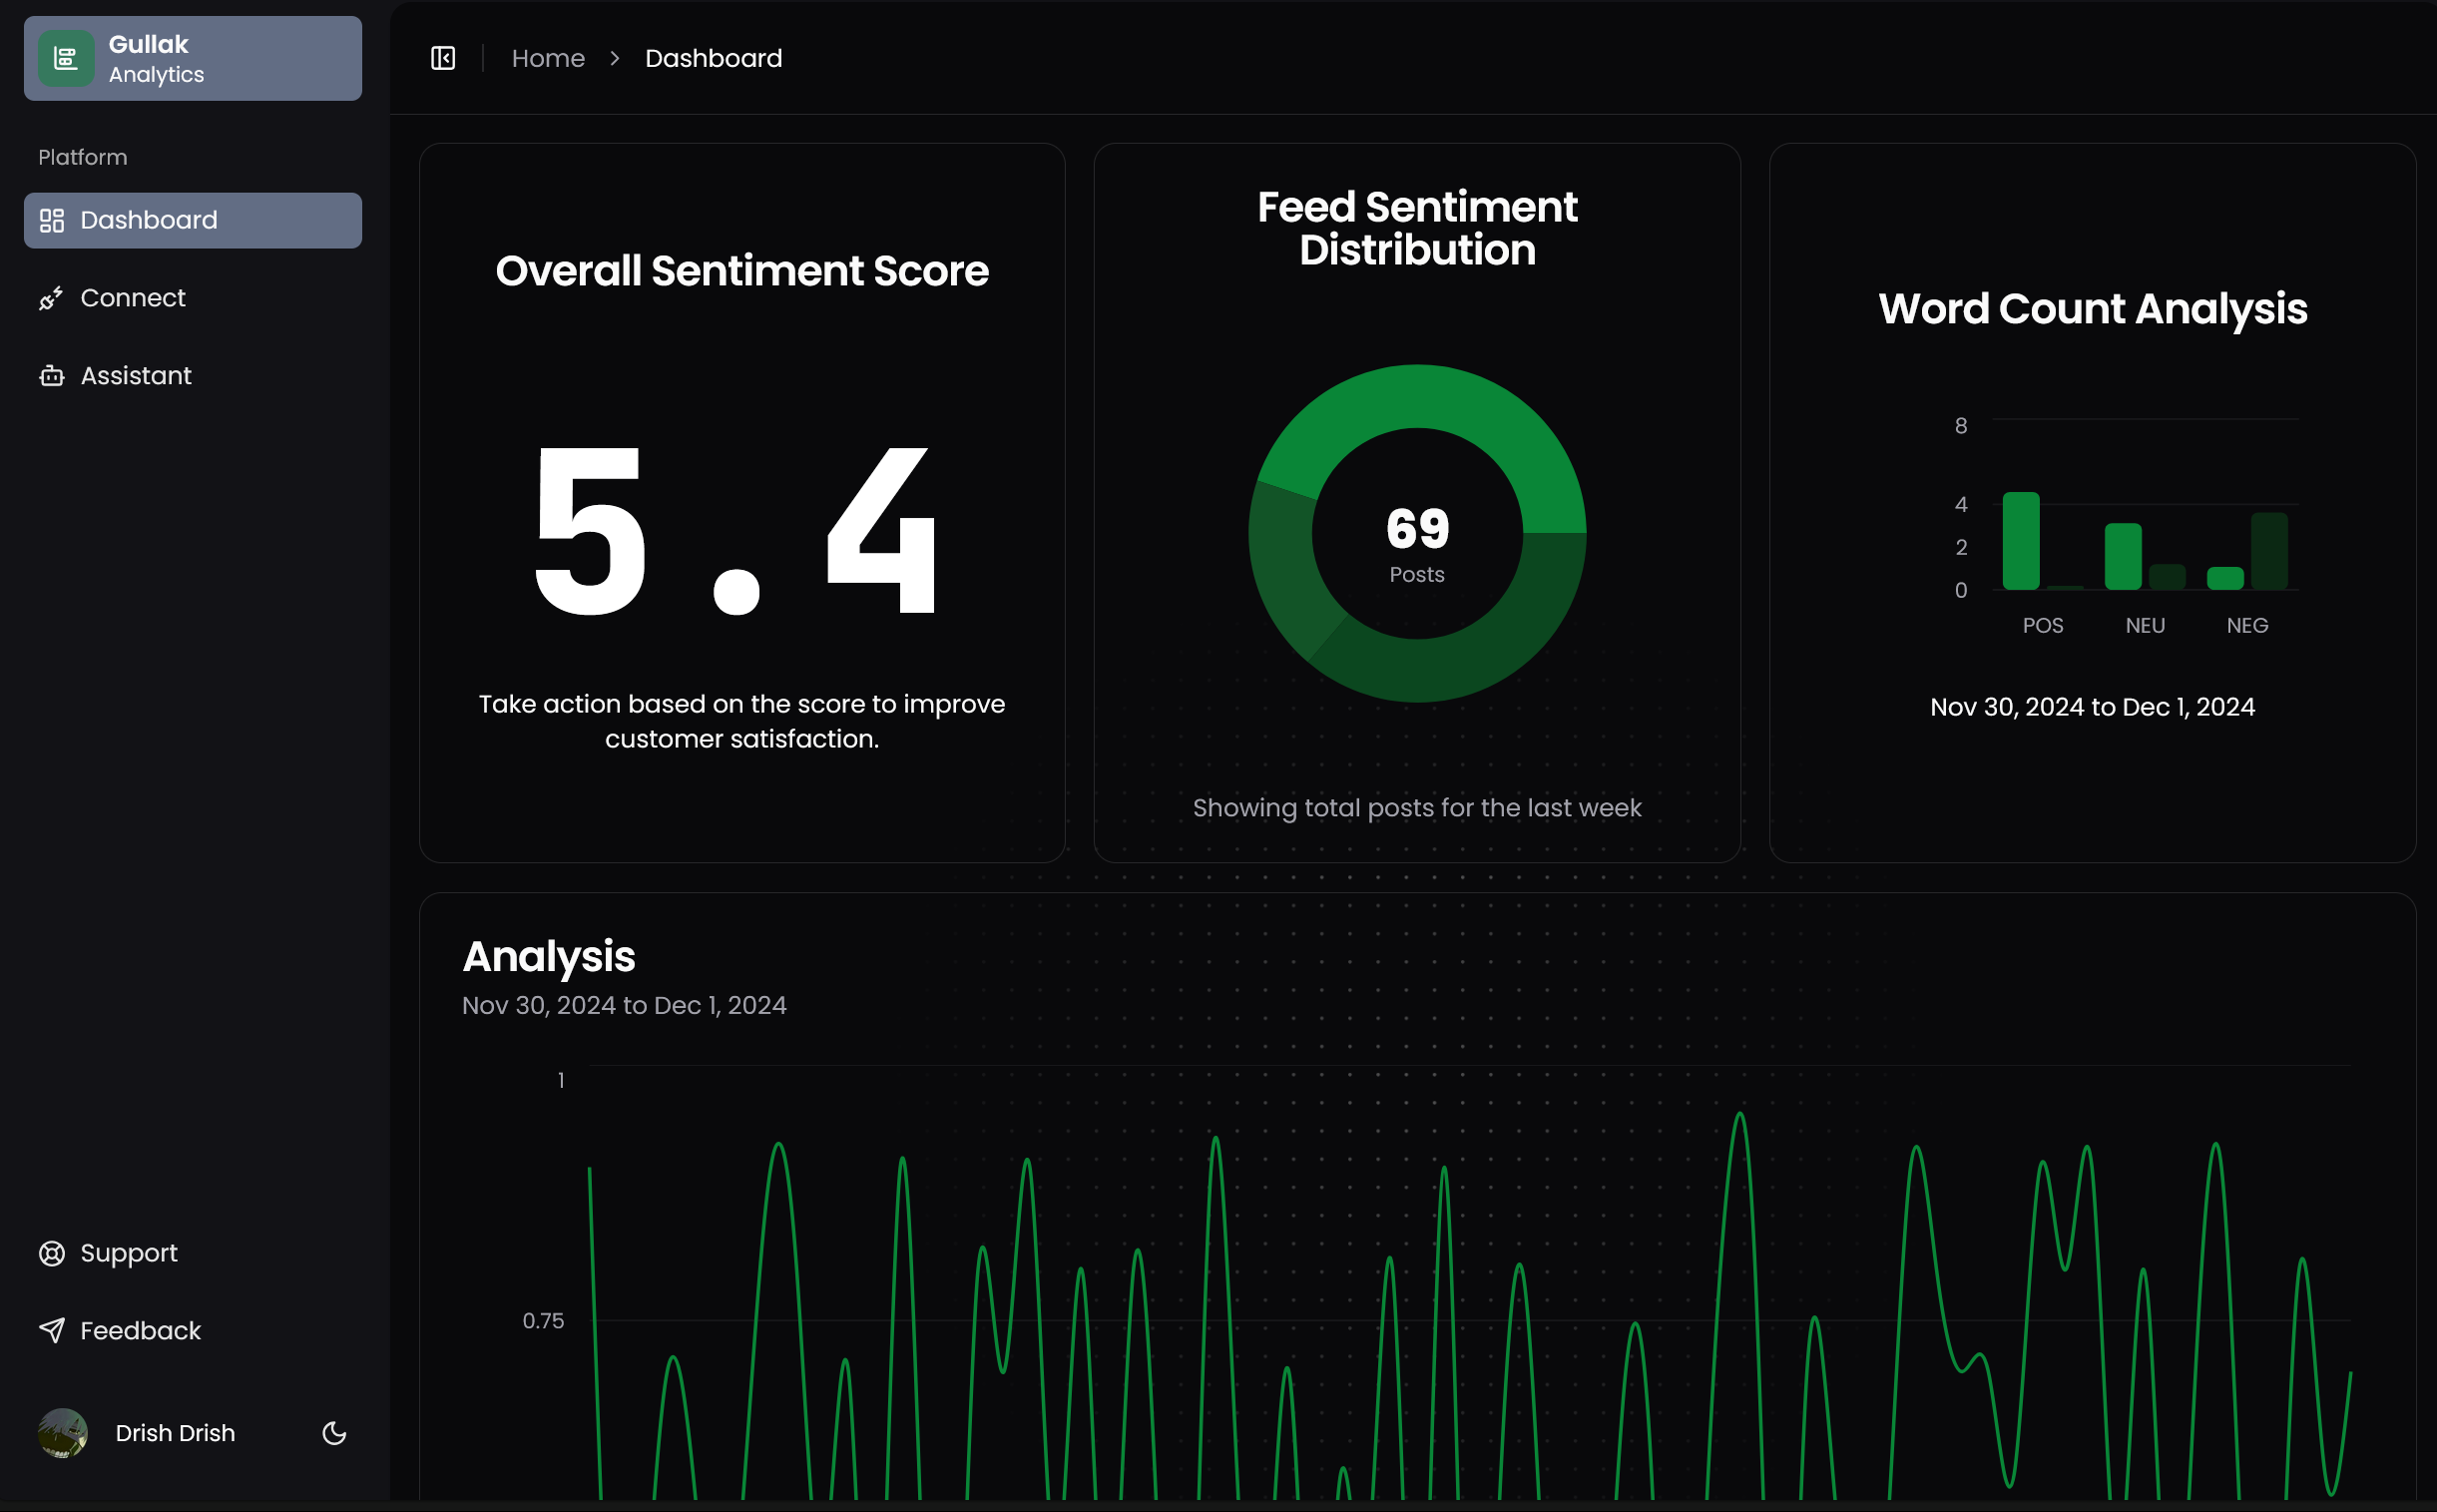 Gullak
Analytics
Platform
Dashboard
Connect
Assistant
Support
Feedback
Drish Drish
Home
Dashboard
Overall Sentiment Score
5.4
Take action based on the score to improve
customer satisfaction.
Feed Sentiment
Distribution
69
Posts
Showing total posts for the last week
Word Count Analysis
8
4
2
0
POS NEU NEG
Nov 30, 2024 to Dec 1, 2024
Analysis
Nov 30, 2024 to Dec 1, 2024
1
0.75